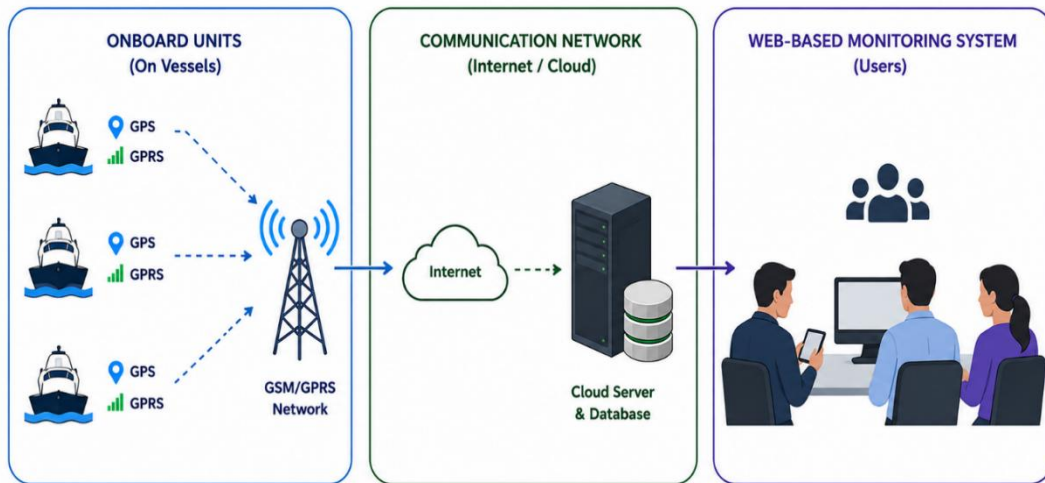 ONBOARD UNITS
(On Vessels)
GPS
GPRS
GPS
GPRS
GPS
GPRS
GSM/GPRS
Network
COMMUNICATION NETWORK
(Internet / Cloud)
Internet
Cloud Server
& Database
WEB-BASED MONITORING SYSTEM
(Users)